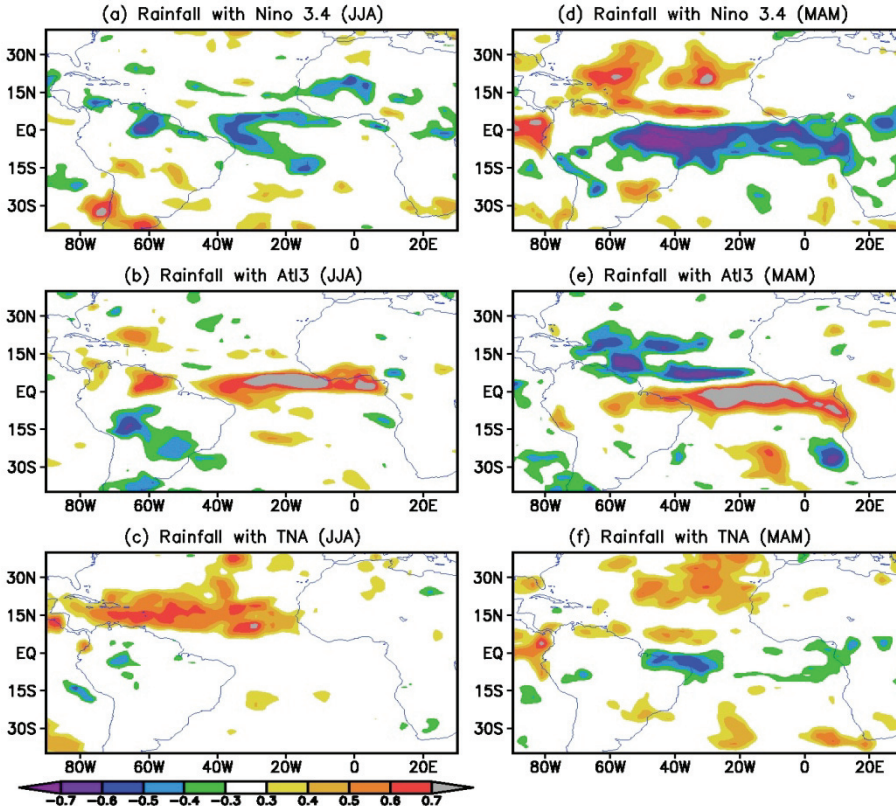 (a) Rainfall with Nino 3.4 (JJA)
30N
15N
EQ
15S
30S
80W 60W 40W 20W 0 20E
(d) Rainfall with Nino 3.4 (MAM)
30N
15N
EQ
15S
30S
80W 60W 40W 20W 0 20E
(b) Rainfall with Atl3 (JJA)
30N
15N
EQ
15S
30S
80W 60W 40W 20W 0 20E
(e) Rainfall with Atl3 (MAM)
30N
15N
EQ
15S
30S
80W 60W 40W 20W 0 20E
(c) Rainfall with TNA (JJA)
30N
15N
EQ
15S
30S
80W 60W 40W 20W 0 20E
(f) Rainfall with TNA (MAM)
30N
15N
EQ
15S
30S
80W 60W 40W 20W 0 20E
-0.7 -0.6 -0.5 -0.4 -0.3 0.3 0.4 0.5 0.6 0.7